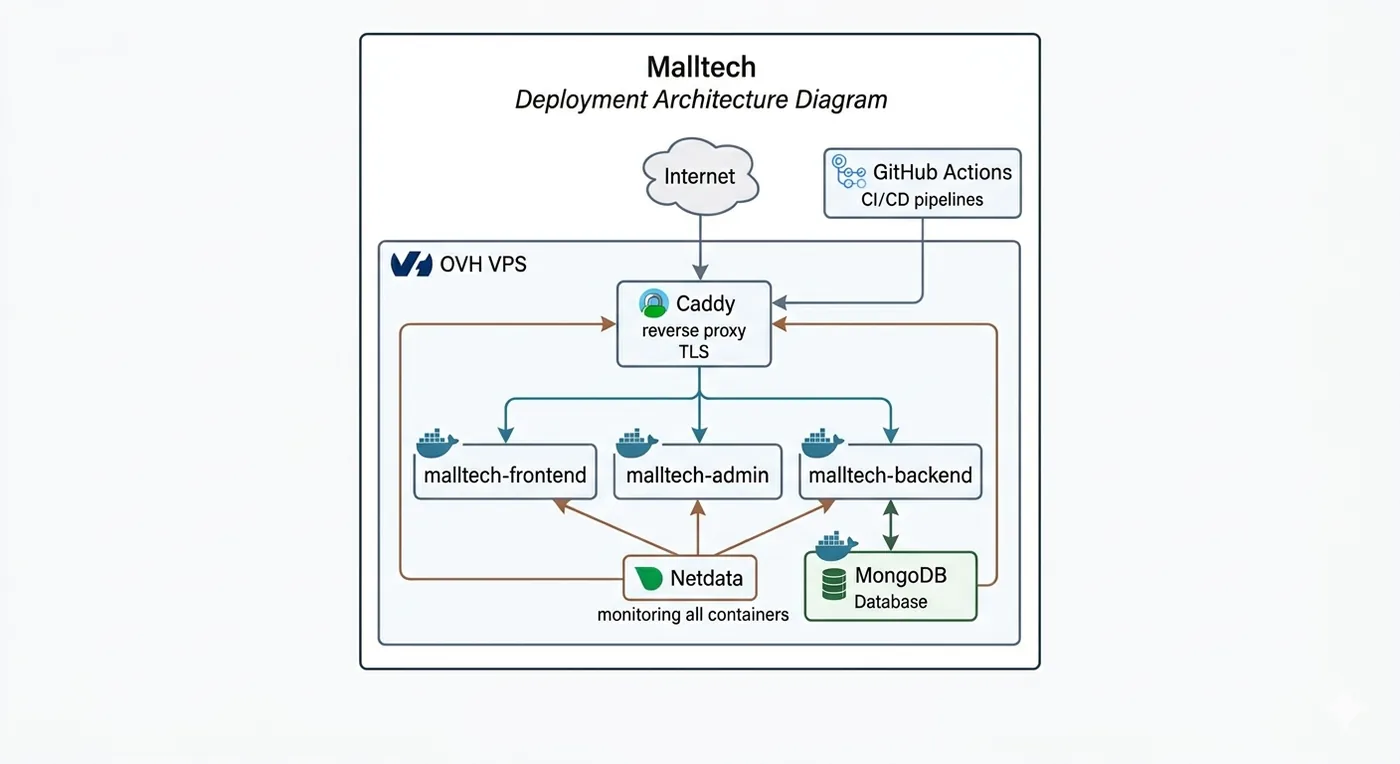 Malltech
Deployment Architecture Diagram
Internet
GitHub Actions
CI/CD pipelines
OVH VPS
Caddy
reverse proxy
TLS
malltech-frontend
malltech-admin
malltech-backend
Netdata
monitoring all containers
MongoDB
Database